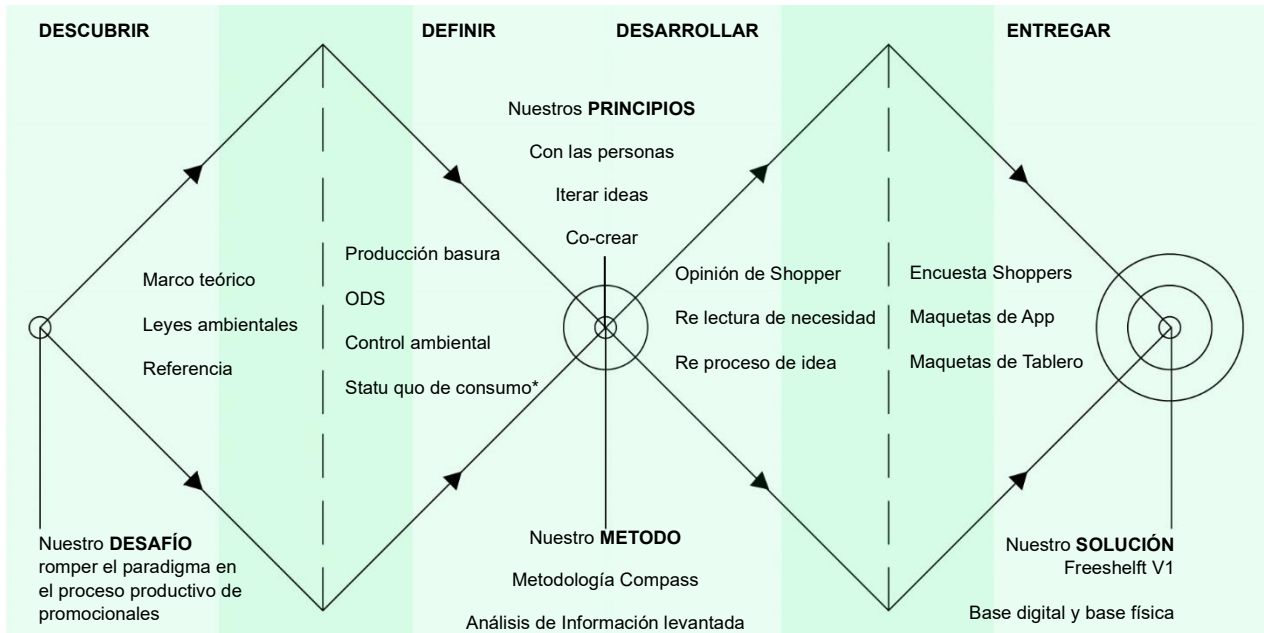 DESCUBRIR
DEFINIR
DESARROLLAR
ENTREGAR
Nuestros PRINCIPIOS
Con las personas
Iterar ideas
Co-crear
Marco teórico
Leyes ambientales
Referencia
Producción basura
ODS
Control ambiental
Statu quo de consumo*
Opinión de Shopper
Re lectura de necesidad
Re proceso de idea
Encuesta Shoppers
Maquetas de App
Maquetas de Tablero
Nuestro DESAFÍO
romper el paradigma en
el proceso productivo de
promocionales
Nuestro METODO
Metodología Compass
Análisis de Información levantada
Nuestro SOLUCIÓN
Freeshelft V1
Base digital y base física